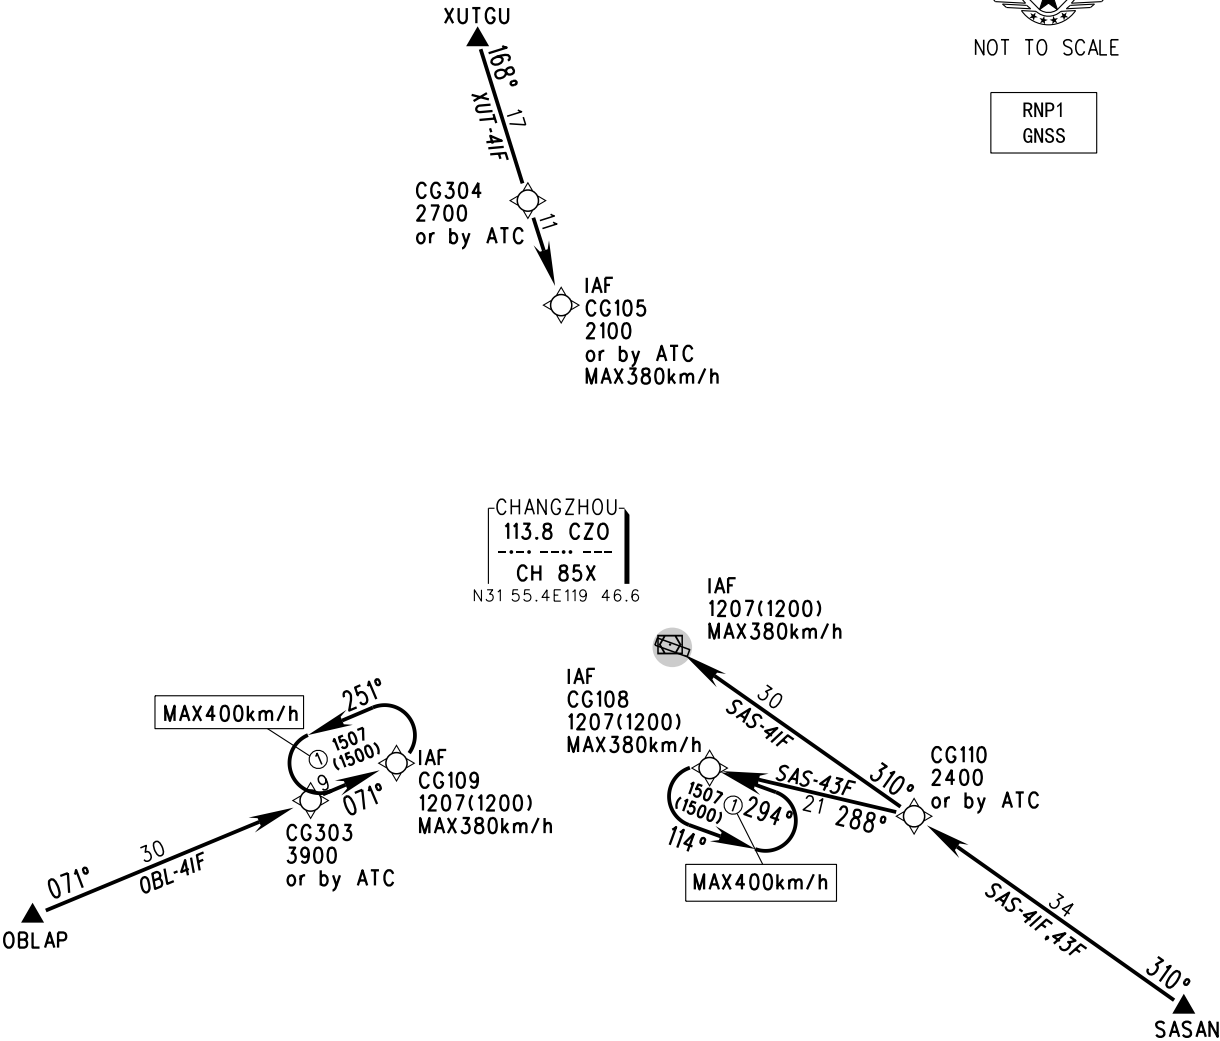 XUTGU
NOT TO SCALE
RNP1
GNSS
168°
17
XUT-41F
CG304
2700
or by ATC
11
IAF
CG105
2100
or by ATC
MAX380km/h
CHANGZHOU
113.8 CZO
CH 85X
N31 55.4E119 46.6
IAF
1207(1200)
MAX380km/h
IAF
CG108
1207(1200)
MAX380km/h
30
SAS-41F
310°
CG110
2400
or by ATC
SAS-43F
21
288°
1507
(1500)
1
294°
114°
MAX400km/h
MAX400km/h
251°
1507
(1500)
1
9
071°
IAF
CG109
1207(1200)
MAX380km/h
CG303
3900
or by ATC
071°
30
OBL-41F
OBLAP
34
SAS-41F,43F
310°
SASAN